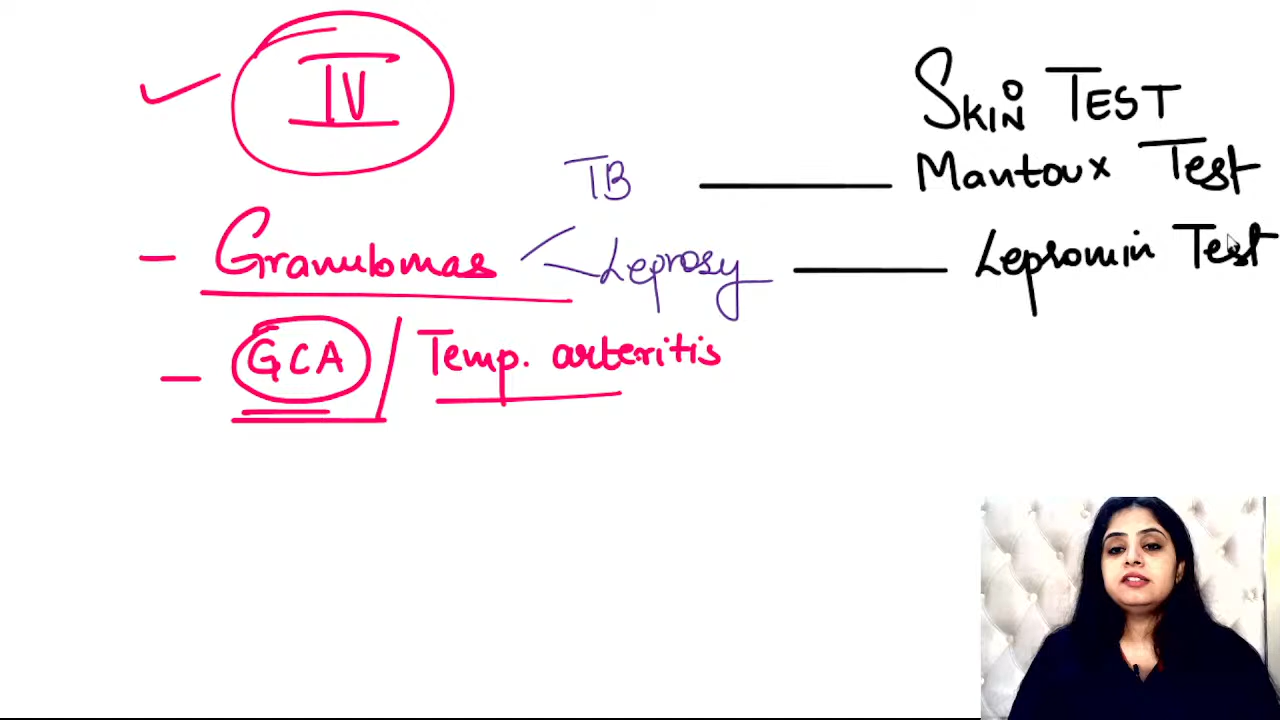 IV
SKIN TEST
TB — Mantoux Test
- Granulomas < Leprosy — Lepromin Test
- GCA / Temp. arteritis